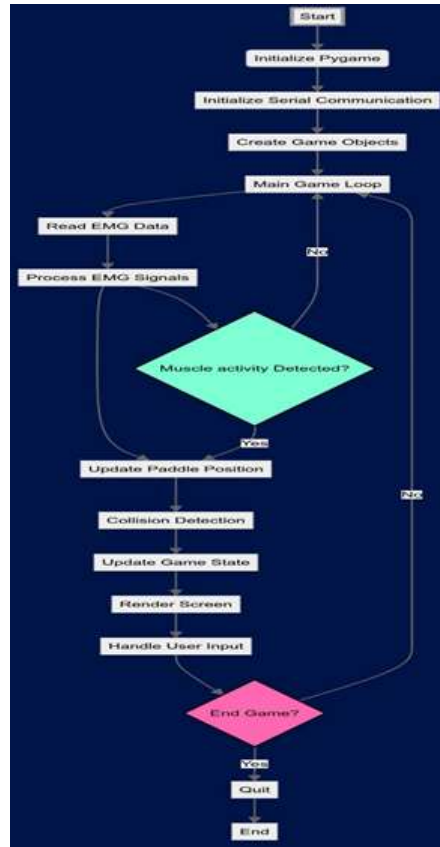 Start
Initialize Pygame
Initialize Serial Communication
Create Game Objects
Main Game Loop
Read EMG Data
No
Process EMG Signals
Muscle activity Detected?
Yes
Update Paddle Position
No
Collision Detection
Update Game State
Render Screen
Handle User Input
End Game?
Yes
Quit
End